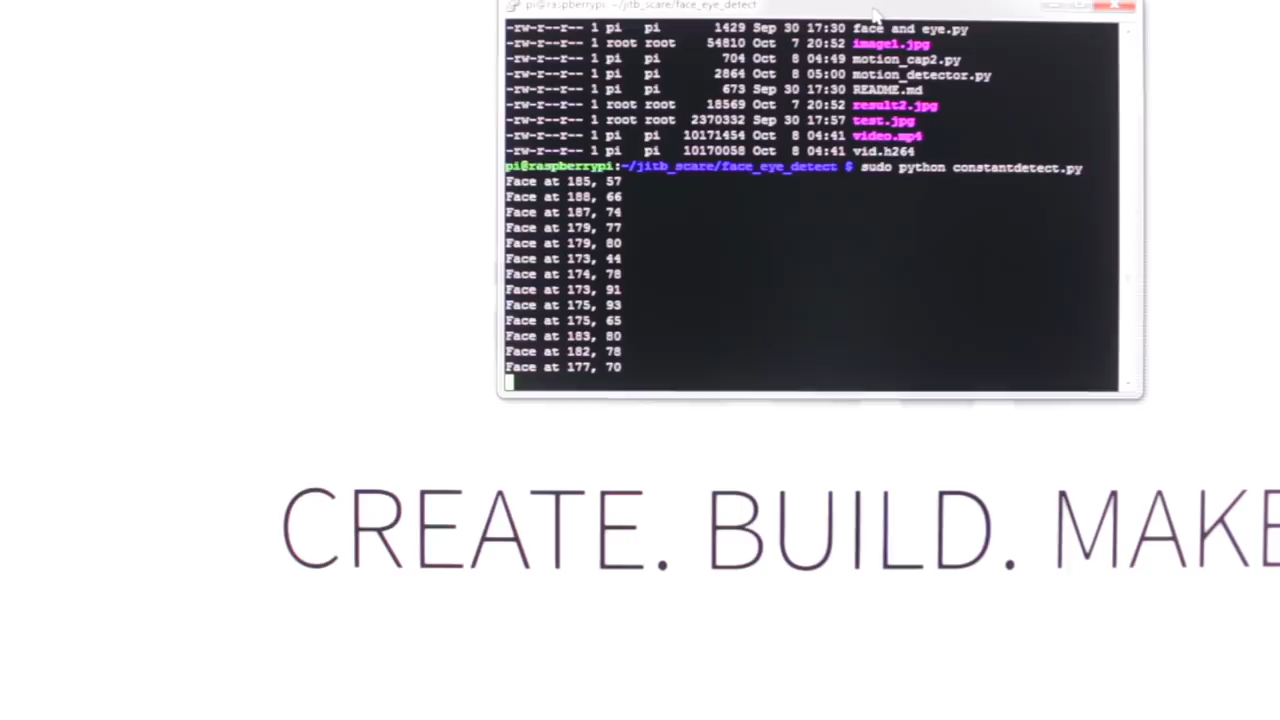 pi@raspberrypi: ~/jitb_scare/face_eye_detect
-rw-r--r-- 1 pi pi 1429 Sep 30 17:30 face and eye.py
-rw-r--r-- 1 root root 54810 Oct 7 20:52 image1.jpg
-rw-r--r-- 1 pi pi 704 Oct 8 04:49 motion_cap2.py
-rw-r--r-- 1 pi pi 2864 Oct 8 05:00 motion_detector.py
-rw-r--r-- 1 pi pi 673 Sep 30 17:30 README.md
-rw-r--r-- 1 root root 18569 Oct 7 20:52 result2.jpg
-rw-r--r-- 1 root root 2370332 Sep 30 17:57 test.jpg
-rw-r--r-- 1 pi pi 10171454 Oct 8 04:41 video.mp4
-rw-r--r-- 1 pi pi 10170058 Oct 8 04:41 vid.h264
pi@raspberrypi:~/jitb_scare/face_eye_detect $ sudo python constantdetect.py
Face at 185, 57
Face at 188, 66
Face at 187, 74
Face at 179, 77
Face at 179, 80
Face at 173, 44
Face at 174, 78
Face at 173, 91
Face at 175, 93
Face at 175, 65
Face at 183, 80
Face at 182, 78
Face at 177, 70
CREATE. BUILD. MAKE